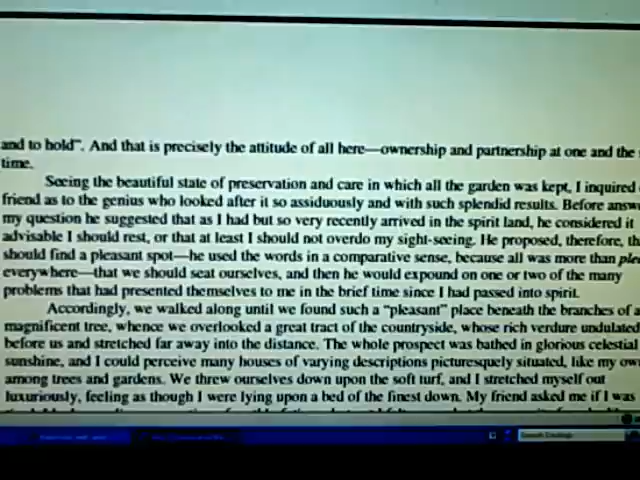 and to hold". And that is precisely the attitude of all here—ownership and partnership at one and the
time.
Seeing the beautiful state of preservation and care in which all the garden was kept, I inquired
friend as to the genius who looked after it so assiduously and with such splendid results. Before answ
my question he suggested that as I had but so very recently arrived in the spirit land, he considered it
advisable I should rest, or that at least I should not overdo my sight-seeing. He proposed, therefore, th
should find a pleasant spot—he used the words in a comparative sense, because all was more than ple
everywhere—that we should seat ourselves, and then he would expound on one or two of the many
problems that had presented themselves to me in the brief time since I had passed into spirit.
Accordingly, we walked along until we found such a "pleasant" place beneath the branches of a
magnificent tree, whence we overlooked a great tract of the countryside, whose rich verdure undulated
before us and stretched far away into the distance. The whole prospect was bathed in glorious celestial
sunshine, and I could perceive many houses of varying descriptions picturesquely situated, like my ow
among trees and gardens. We threw ourselves down upon the soft turf, and I stretched myself out
luxuriously, feeling as though I were lying upon a bed of the finest down. My friend asked me if I was
Search Desktop